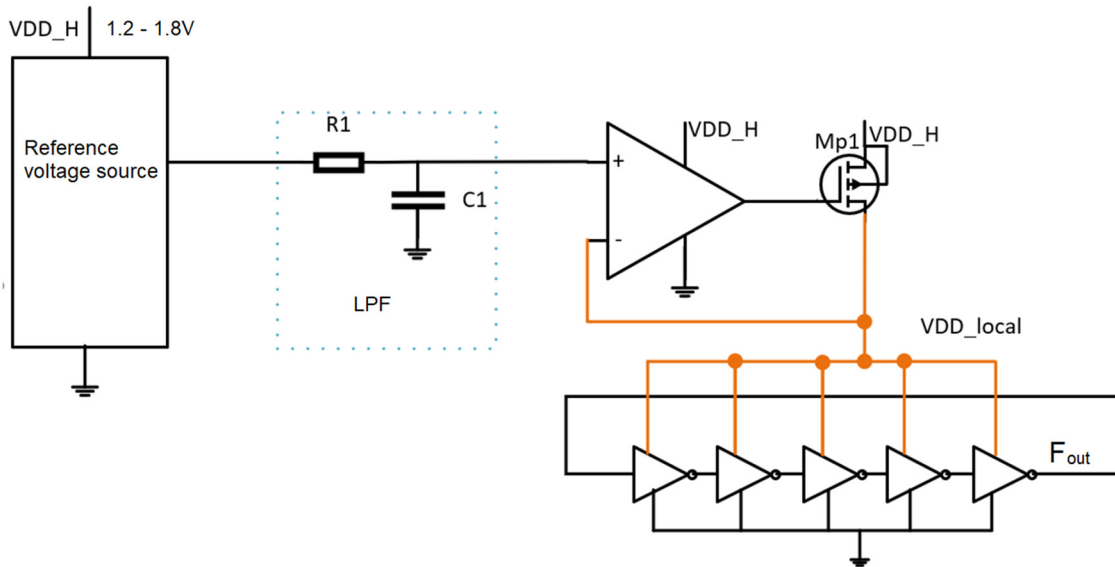 VDD_H 1.2 - 1.8V
Reference
voltage source
R1
C1
LPF
+
-
VDD_H
Mp1
VDD_H
VDD_local
Fout